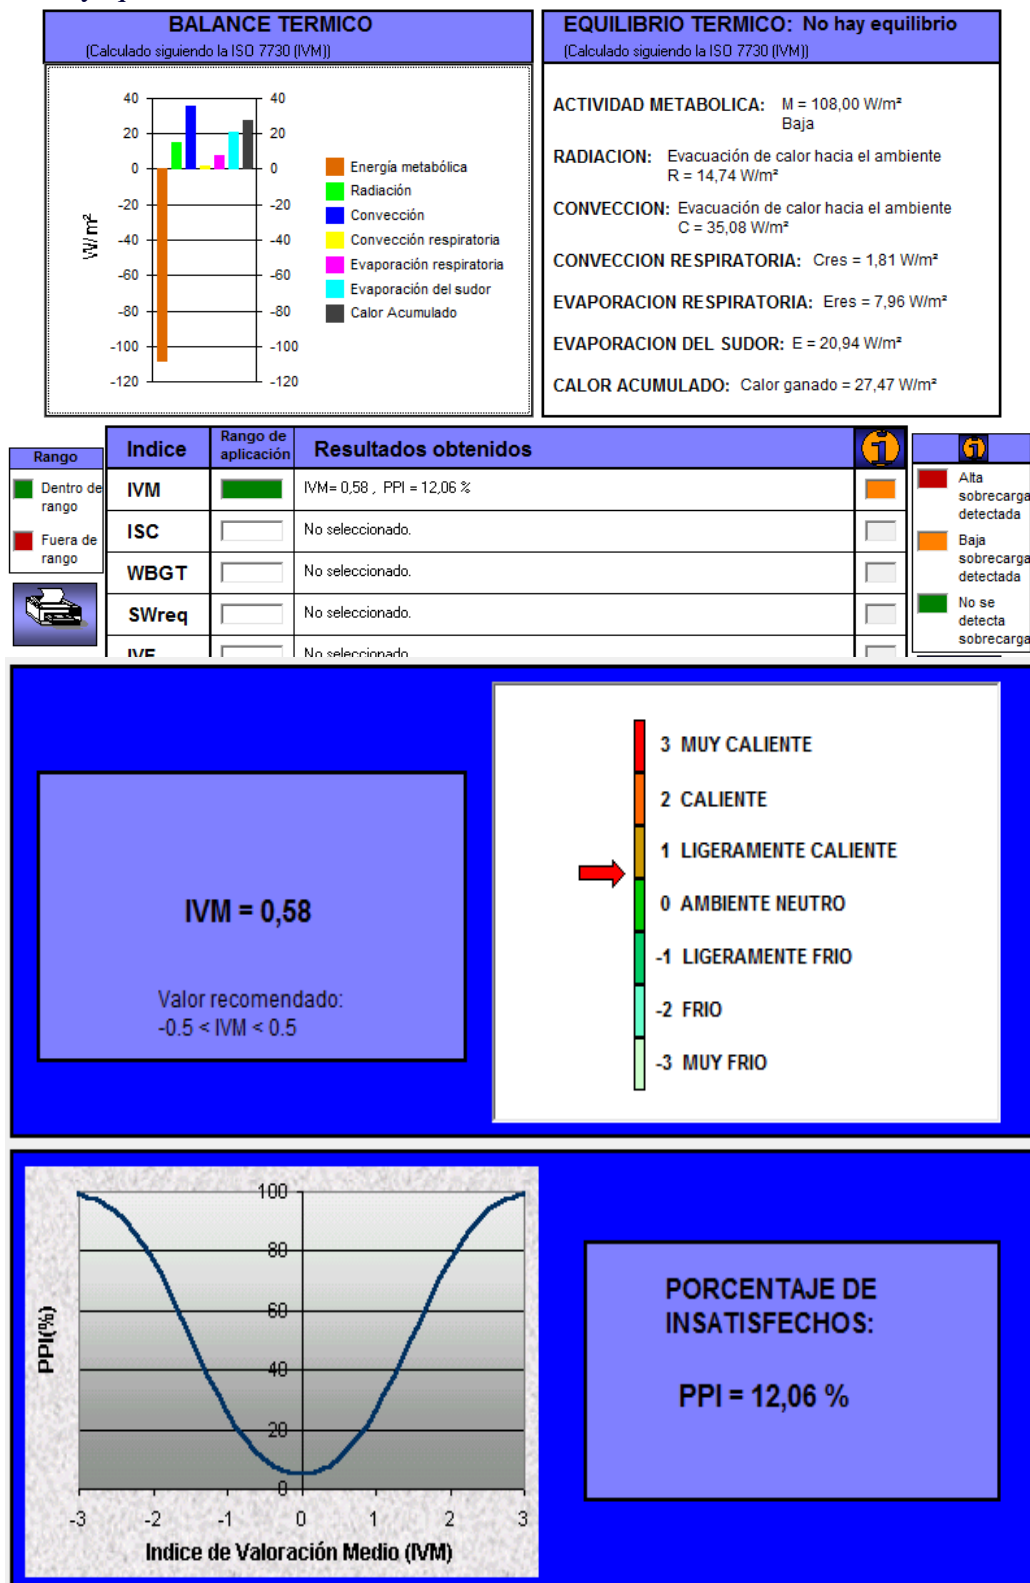 BALANCE TERMICO
(Calculado siguiendo la ISO 7730 (IVM))
40
20
0
-20
-40
-60
-80
-100
-120
40
20
0
-20
-40
-60
-80
-100
-120
W/m²
Energía metabólica
Radiación
Convección
Convección respiratoria
Evaporación respiratoria
Evaporación del sudor
Calor Acumulado
EQUILIBRIO TERMICO: No hay equilibrio
(Calculado siguiendo la ISO 7730 (IVM))
ACTIVIDAD METABOLICA: M = 108,00 W/m²
Baja
RADIACION: Evacuación de calor hacia el ambiente
R = 14,74 W/m²
CONVECCION: Evacuación de calor hacia el ambiente
C = 35,08 W/m²
CONVECCION RESPIRATORIA: Cres = 1,81 W/m²
EVAPORACION RESPIRATORIA: Eres = 7,96 W/m²
EVAPORACION DEL SUDOR: E = 20,94 W/m²
CALOR ACUMULADO: Calor ganado = 27,47 W/m²
Rango
Dentro de
rango
Fuera de
rango
Indice
Rango de
aplicación
Resultados obtenidos
IVM
IVM= 0,58 , PPI = 12,06 %
ISC
No seleccionado.
WBGT
No seleccionado.
SWreq
No seleccionado.
IVF
No seleccionado
Alta
sobrecarga
detectada
Baja
sobrecarga
detectada
No se
detecta
sobrecarga
IVM = 0,58
Valor recomendado:
-0.5 < IVM < 0.5
3 MUY CALIENTE
2 CALIENTE
1 LIGERAMENTE CALIENTE
0 AMBIENTE NEUTRO
-1 LIGERAMENTE FRIO
-2 FRIO
-3 MUY FRIO
PPI(%)
100
80
60
40
20
0
-3 -2 -1 0 1 2 3
Indice de Valoración Medio (IVM)
PORCENTAJE DE
INSATISFECHOS:
PPI = 12,06 %